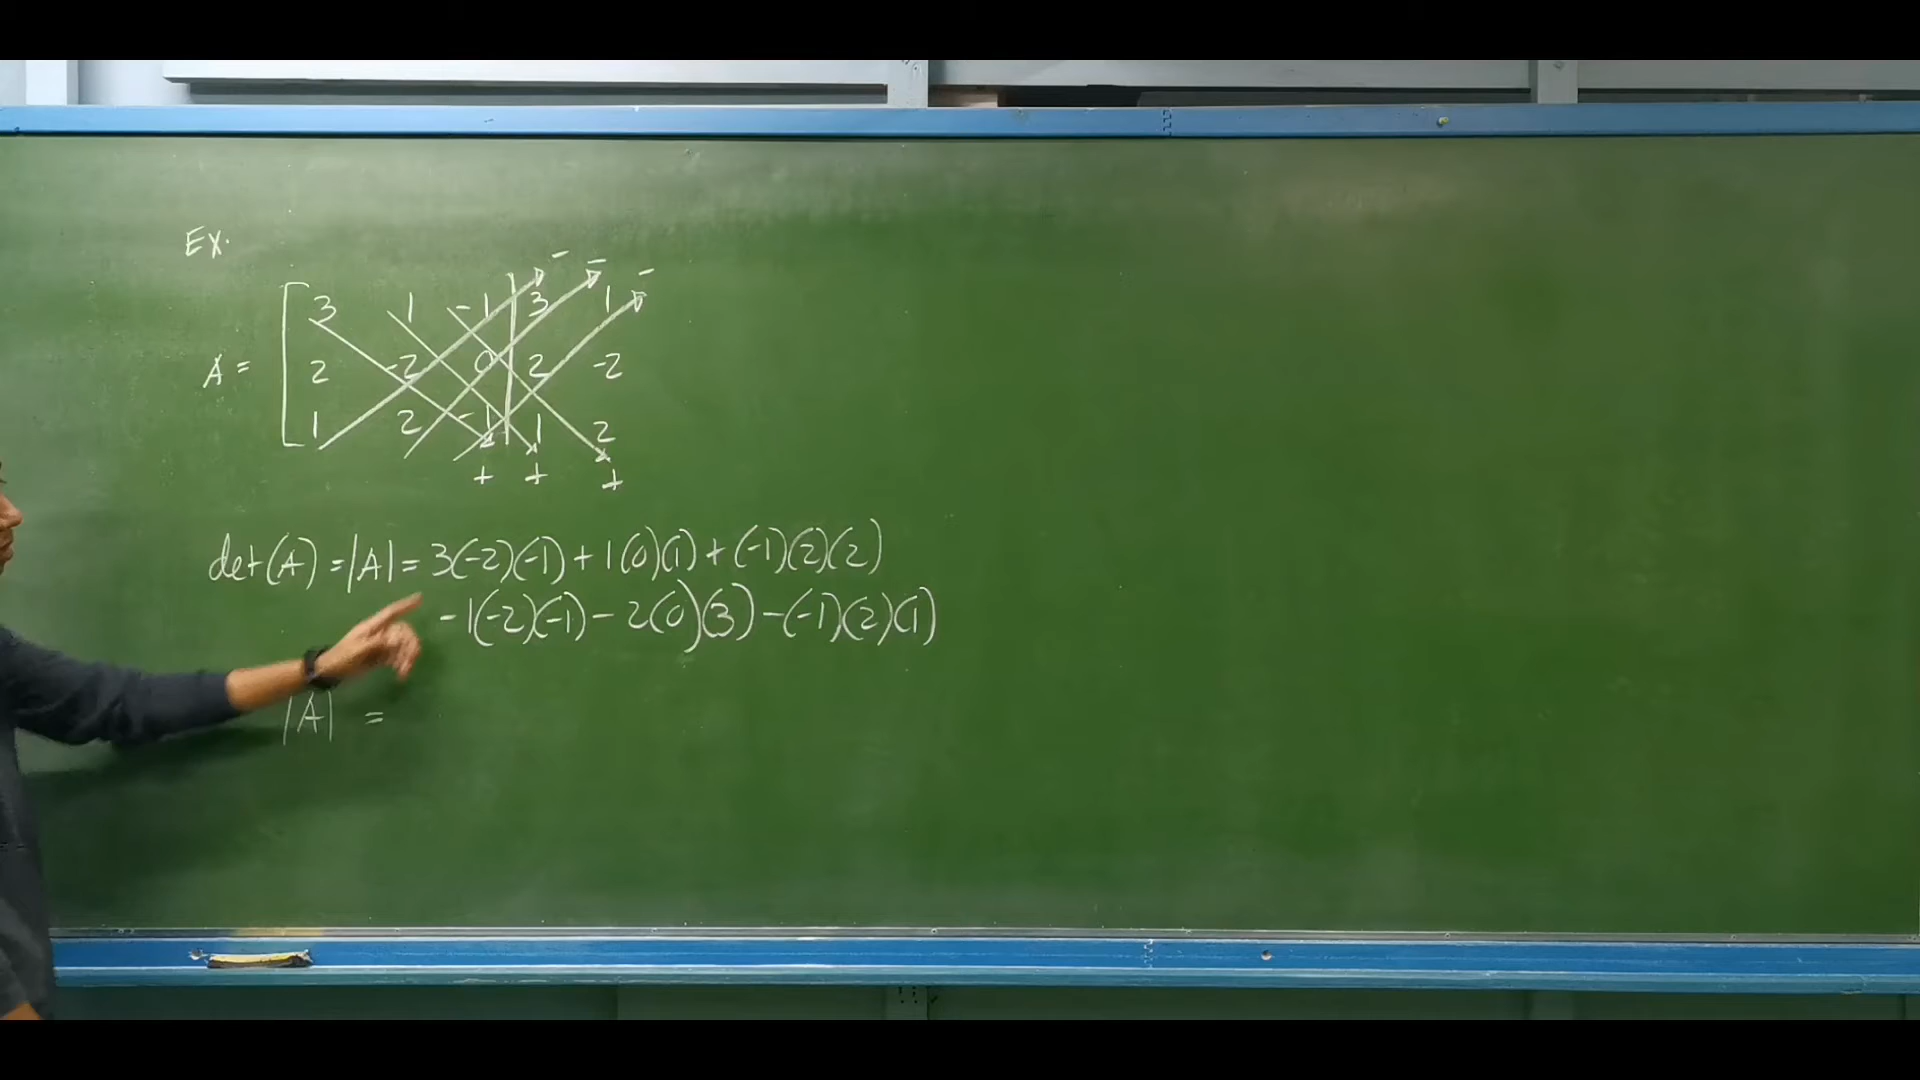 Ex.
- - -
3 1 -1 3 1
A = 2 -2 0 2 -2
1 2 -1 1 2
+ + +
det(A) = |A| = 3(-2)(-1) + 1(0)(1) + (-1)(2)(2)
-1(-2)(-1) - 2(0)(3) - (-1)(2)(1)
|A| =